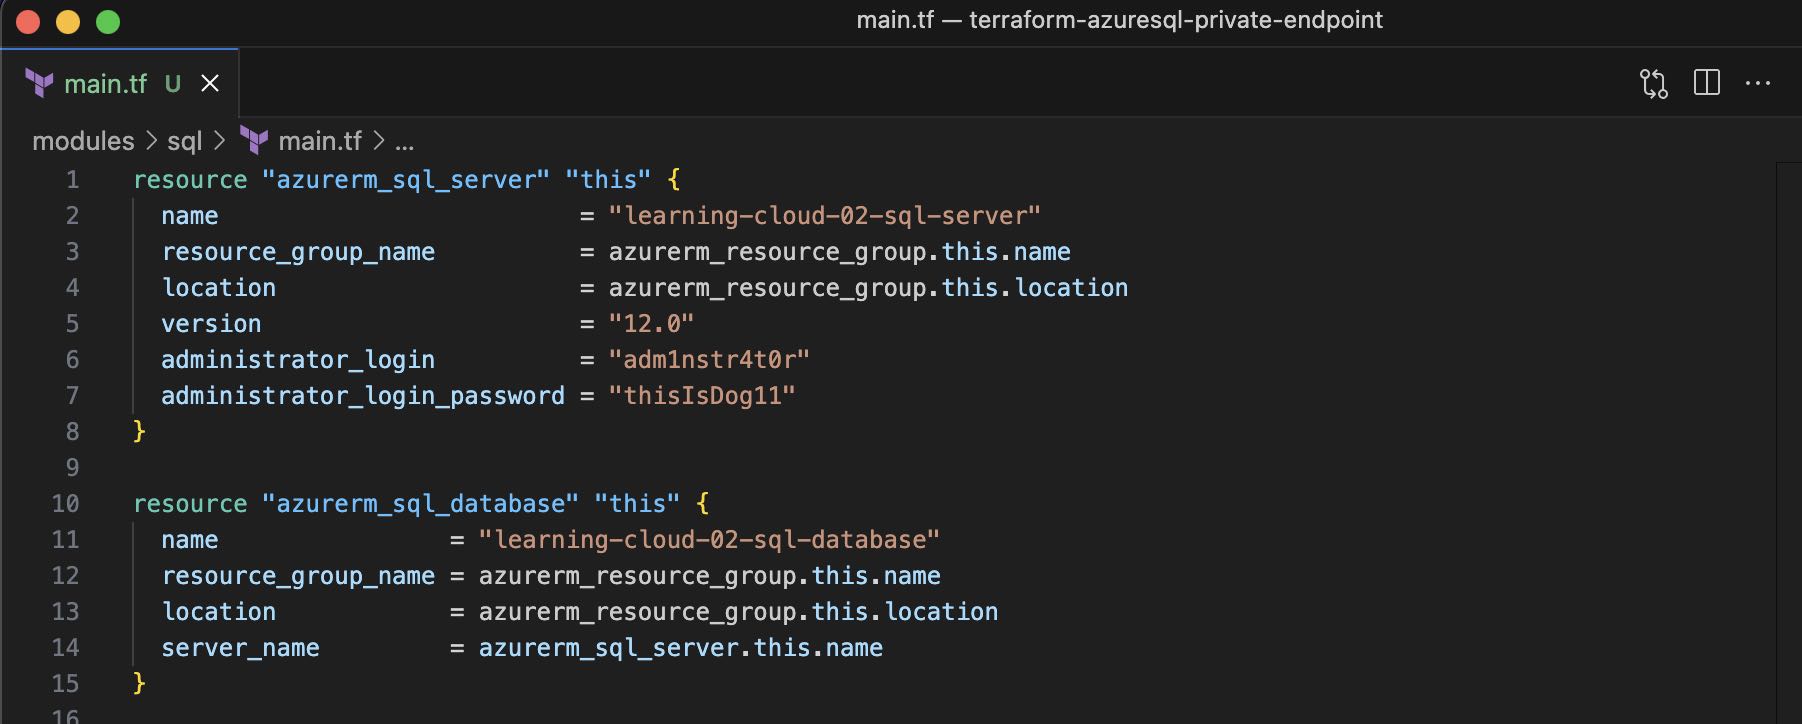 main.tf — terraform-azuresql-private-endpoint
main.tf U
modules > sql > main.tf > ...
1 resource "azurerm_sql_server" "this" {
2 name = "learning-cloud-02-sql-server"
3 resource_group_name = azurerm_resource_group.this.name
4 location = azurerm_resource_group.this.location
5 version = "12.0"
6 administrator_login = "adm1nstr4t0r"
7 administrator_login_password = "thisIsDog11"
8 }
9
10 resource "azurerm_sql_database" "this" {
11 name = "learning-cloud-02-sql-database"
12 resource_group_name = azurerm_resource_group.this.name
13 location = azurerm_resource_group.this.location
14 server_name = azurerm_sql_server.this.name
15 }
16